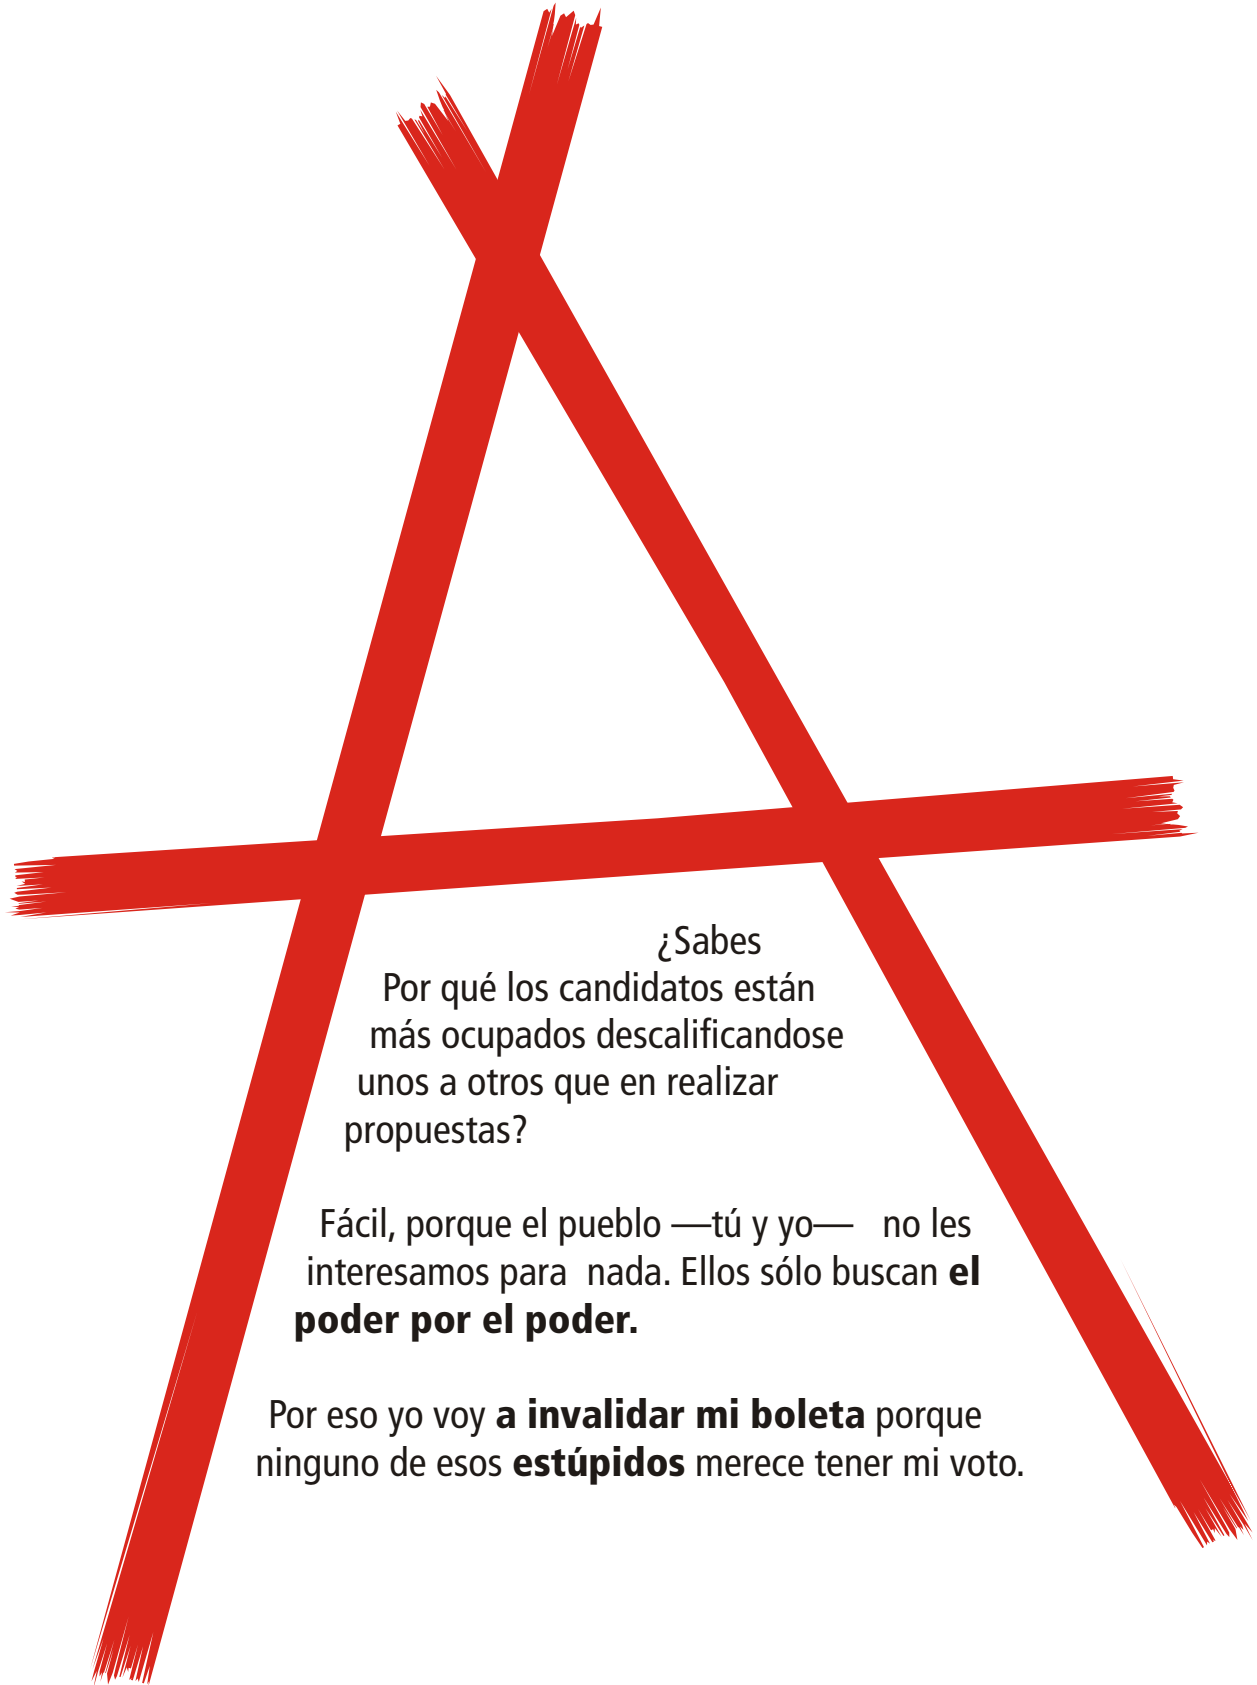 ¿Sabes
Por qué los candidatos están
más ocupados descalificandose
unos a otros que en realizar
propuestas?
Fácil, porque el pueblo —tú y yo— no les
interesamos para nada. Ellos sólo buscan el
poder por el poder.
Por eso yo voy a invalidar mi boleta porque
ninguno de esos estúpidos merece tener mi voto.